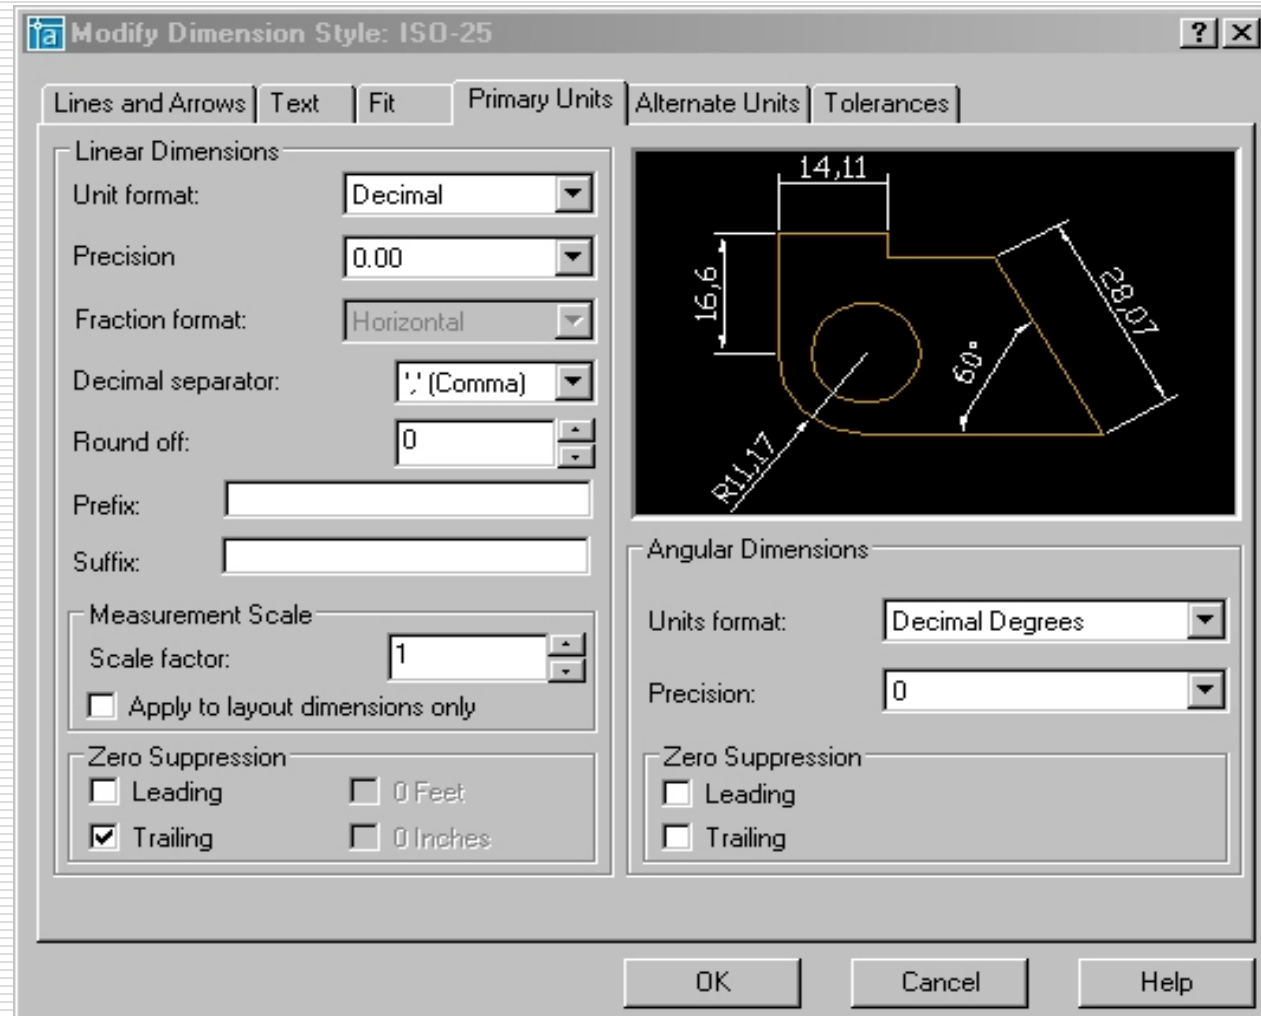 Modify Dimension Style: ISO-25
Lines and Arrows Text Fit Primary Units Alternate Units Tolerances
Linear Dimensions
Unit format: Decimal
Precision 0.00
Fraction format: Horizontal
Decimal separator: ',' (Comma)
Round off: 0
Prefix:
Suffix:
Measurement Scale
Scale factor: 1
Apply to layout dimensions only
Zero Suppression
Leading 0 Feet
Trailing 0 Inches
14,11
16,6
28,07
60°
R11,17
Angular Dimensions
Units format: Decimal Degrees
Precision: 0
Zero Suppression
Leading
Trailing
OK Cancel Help